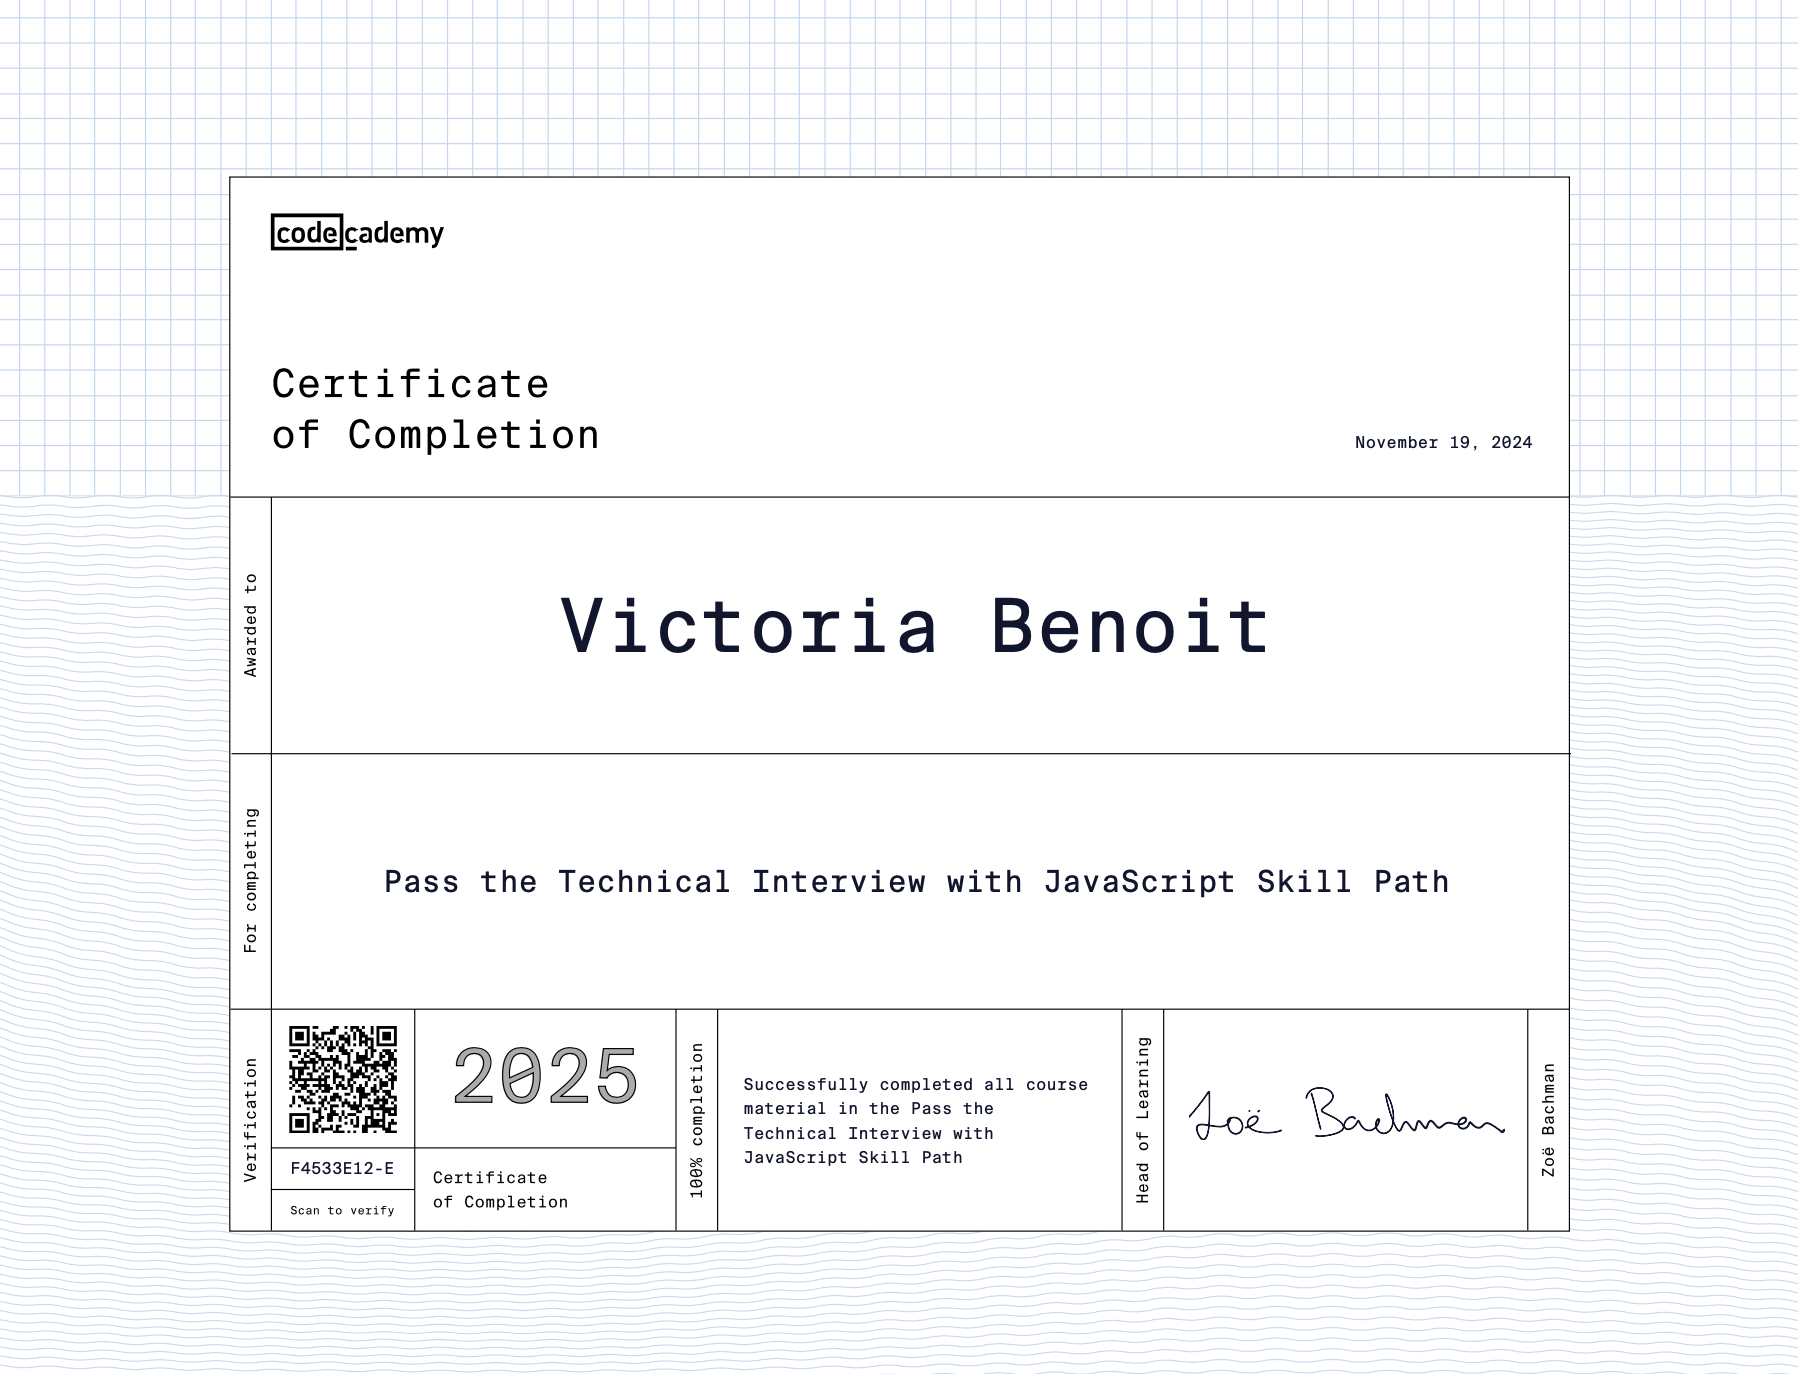 codecademy
Certificate
of Completion
November 19, 2024
Awarded to
Victoria Benoit
For completing
Pass the Technical Interview with JavaScript Skill Path
Verification
F4533E12-E
Scan to verify
2025
Certificate
of Completion
100% completion
Successfully completed all course
material in the Pass the
Technical Interview with
JavaScript Skill Path
Head of Learning
Zoë Bachman
Zoë Bachman